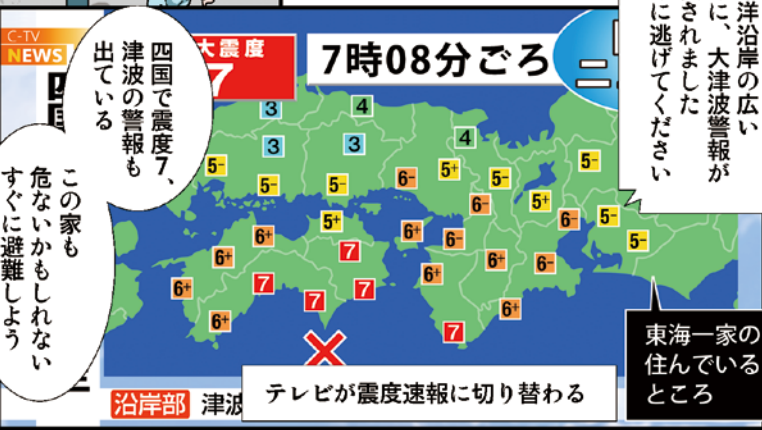 洋沿岸の広い
に、大津波警報が
されました
に逃げてください
C-TV
NEWS
大震度
7
7時08分ごろ
四国で震度7、
津波の警報も
出ている
この家も
危ないかもしれない
すぐに避難しよう
3
4
3
3
4
5-
5-
5-
6-
5+
5-
5-
6-
5+
6-
5-
5-
5+
6+
6-
6+
7
6+
6-
6-
6+
6+
7
7
7
6+
6+
7
東海一家の
住んでいる
ところ
テレビが震度速報に切り替わる
沿岸部 津波